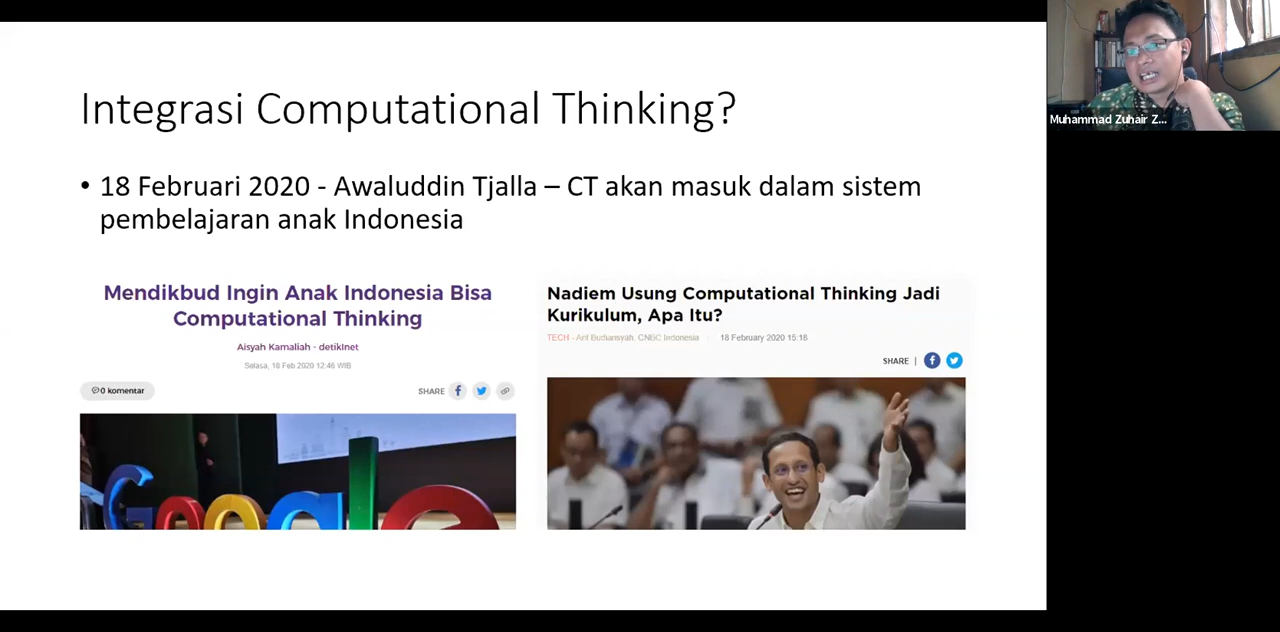 Integrasi Computational Thinking?
• 18 Februari 2020 - Awaluddin Tjalla – CT akan masuk dalam sistem
pembelajaran anak Indonesia
Mendikbud Ingin Anak Indonesia Bisa
Computational Thinking
Aisyah Kamaliah - detikInet
Selasa, 18 Feb 2020 12:46 WIB
0 komentar
SHARE
Google
Nadiem Usung Computational Thinking Jadi
Kurikulum, Apa Itu?
TECH - Arif Budiansyah, CNBC Indonesia 18 February 2020 15:18
SHARE |
Muhammad Zuhair Z...